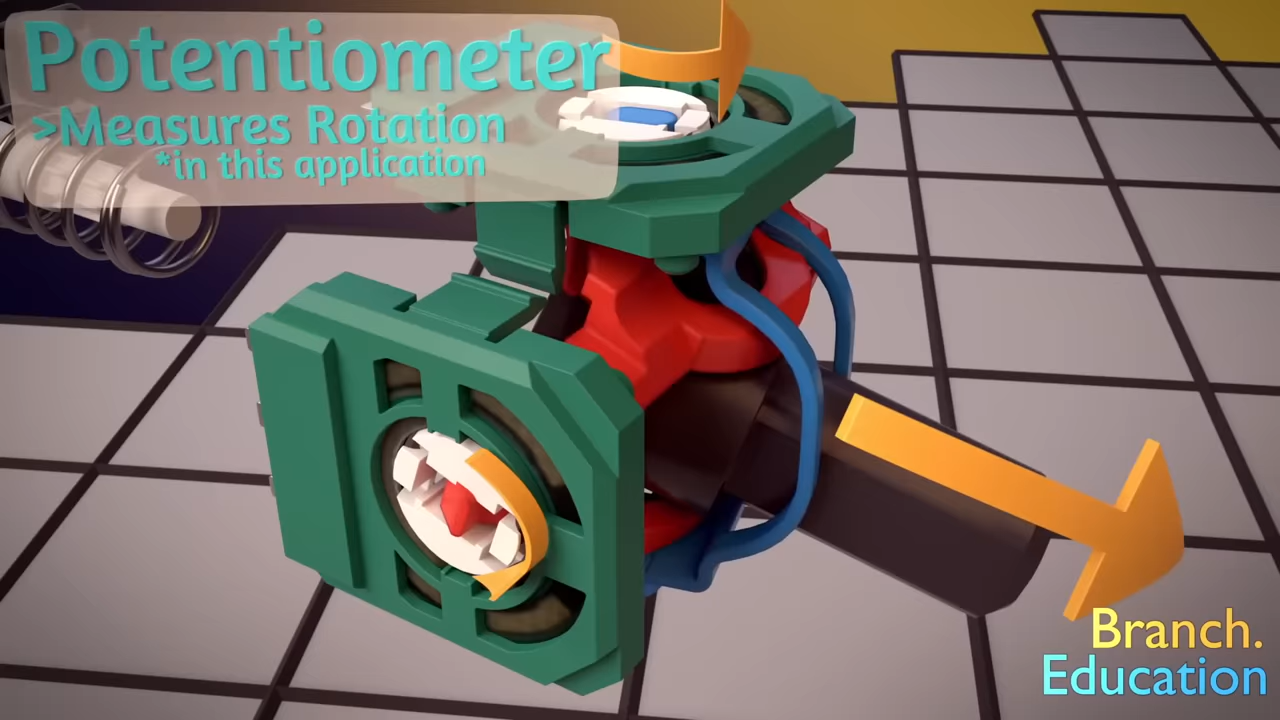 Potentiometer
>Measures Rotation
*in this application
Branch.
Education